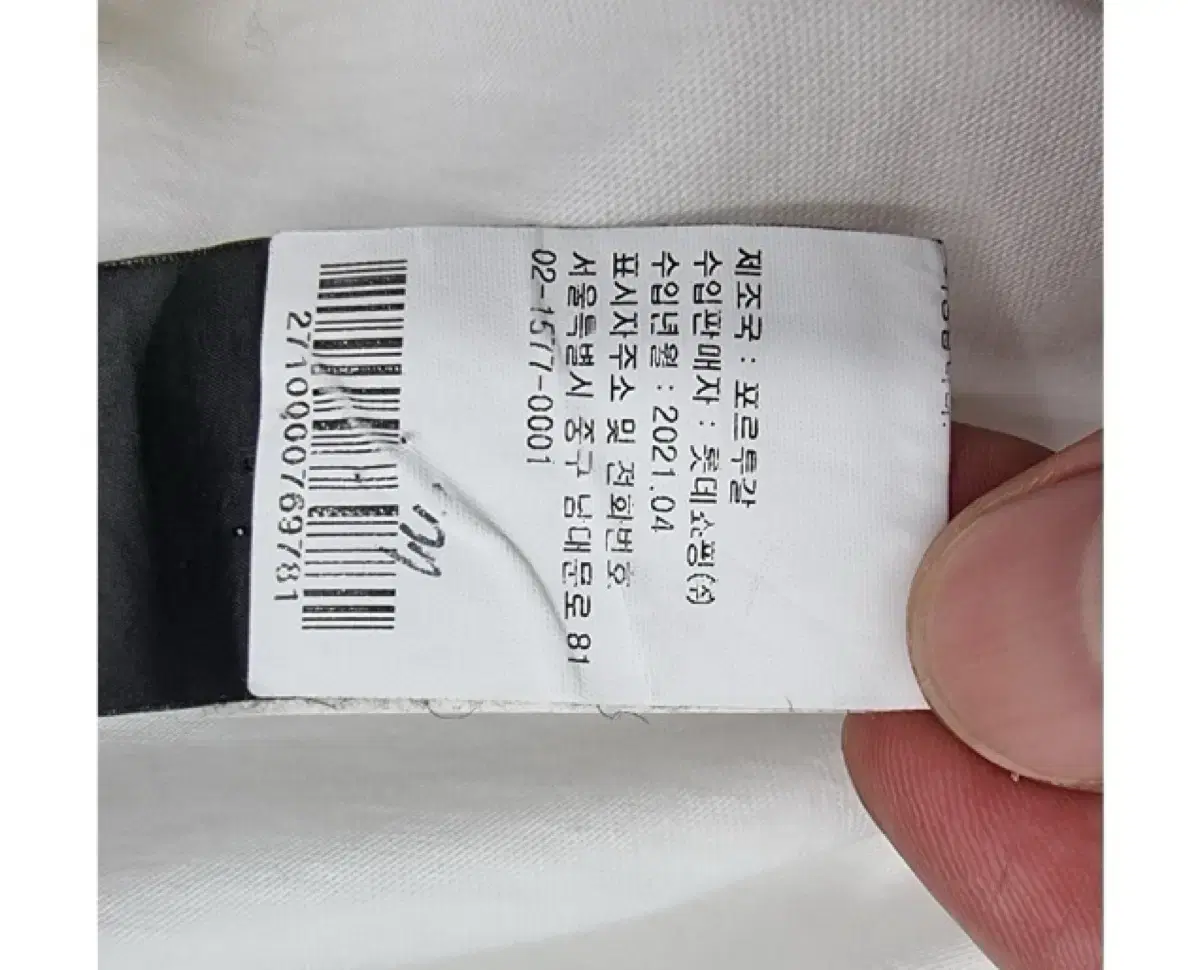 제조국 : 포르투갈
수입판매자 : 롯데쇼핑(주)
수입년월 : 2021.04
표시자주소 및 전화번호
서울특별시 중구 남대문로 81
02-1577-0001
2710000769781